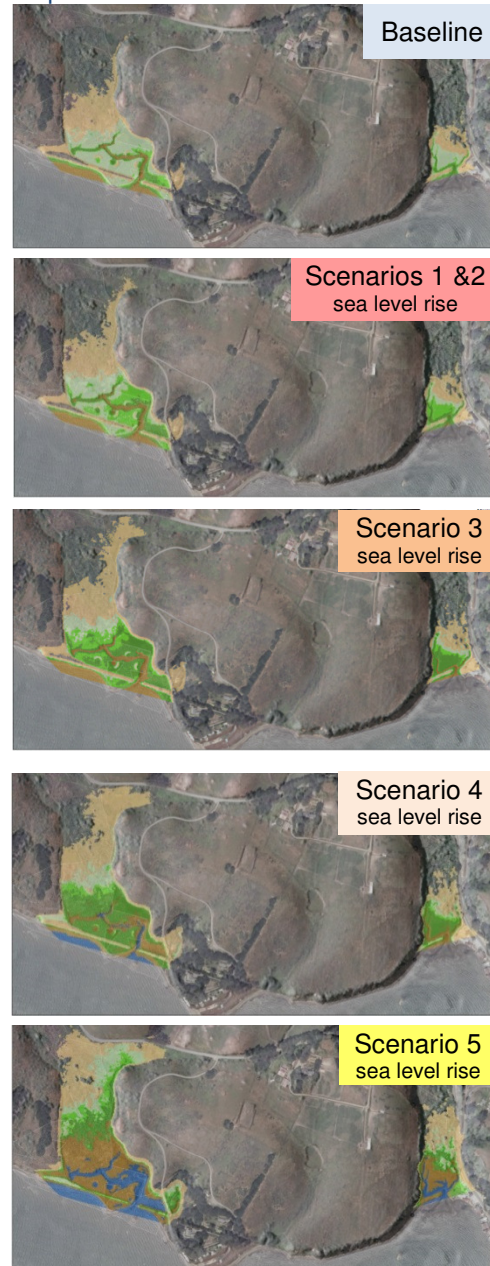 Baseline
Scenarios 1 &2
sea level rise
Scenario 3
sea level rise
Scenario 4
sea level rise
Scenario 5
sea level rise